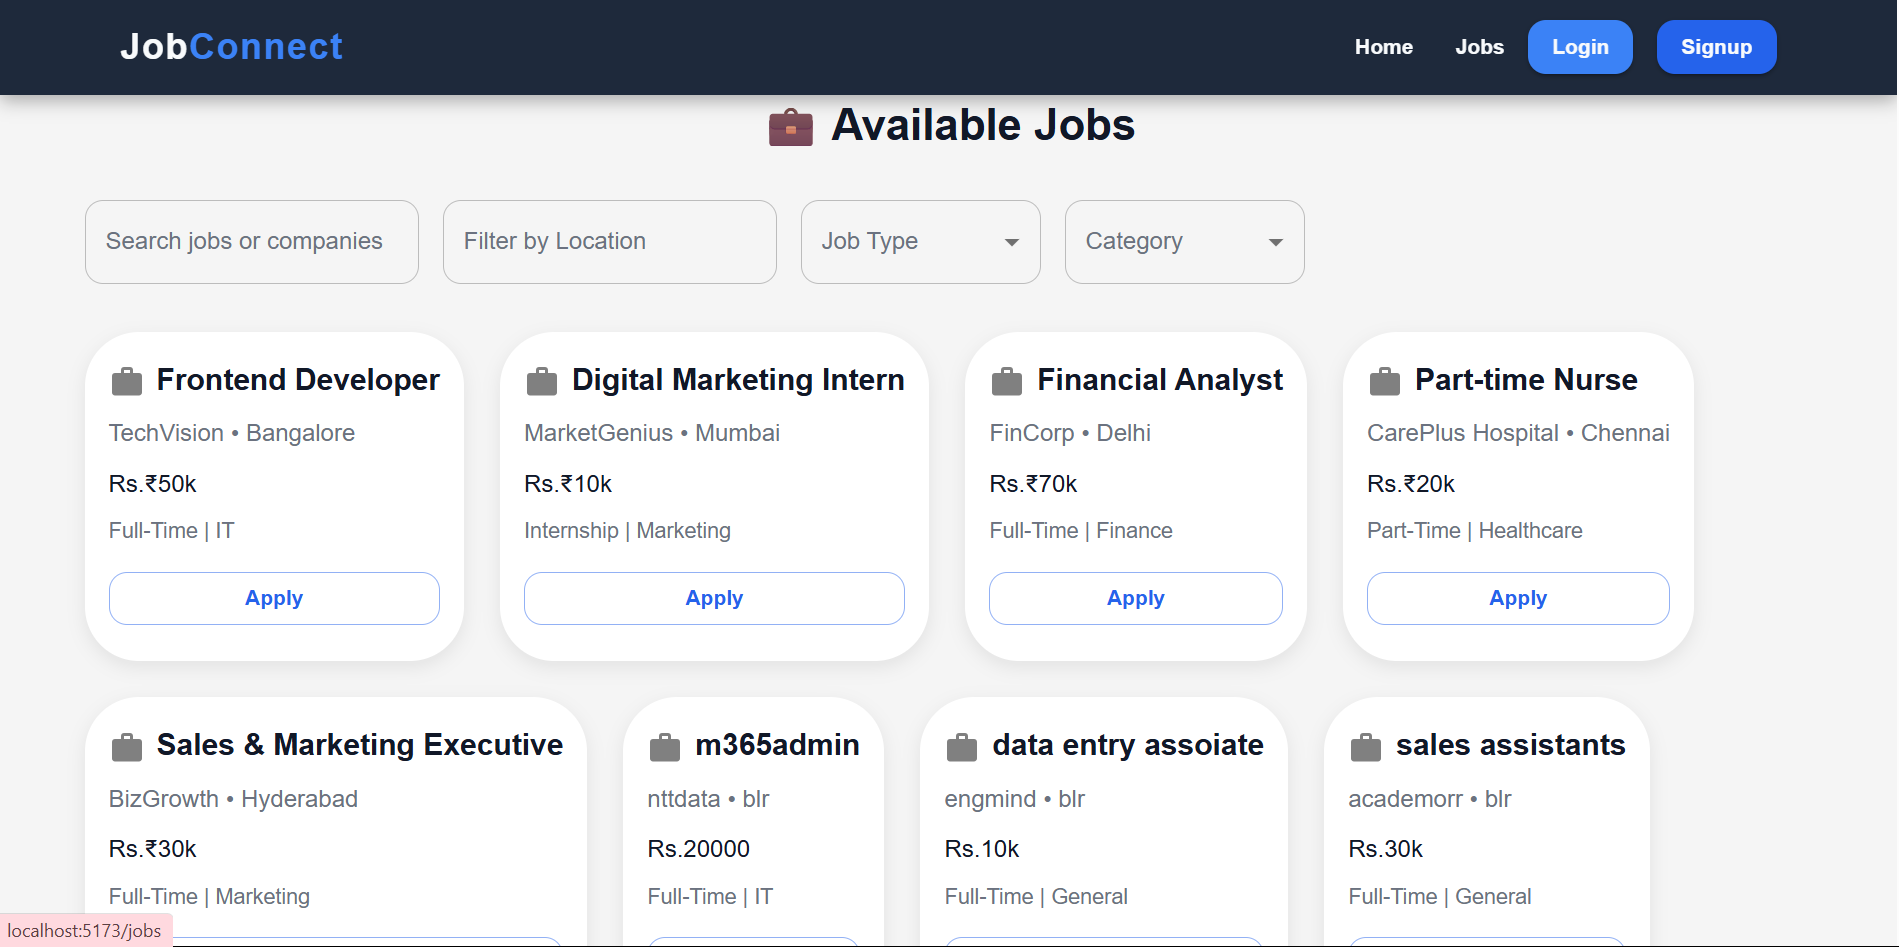 JobConnect Home Jobs Login Signup
Available Jobs
Search jobs or companies Filter by Location Job Type Category
Frontend Developer
TechVision • Bangalore
Rs.₹50k
Full-Time | IT
Apply
Digital Marketing Intern
MarketGenius • Mumbai
Rs.₹10k
Internship | Marketing
Apply
Financial Analyst
FinCorp • Delhi
Rs.₹70k
Full-Time | Finance
Apply
Part-time Nurse
CarePlus Hospital • Chennai
Rs.₹20k
Part-Time | Healthcare
Apply
Sales & Marketing Executive
BizGrowth • Hyderabad
Rs.₹30k
Full-Time | Marketing
m365admin
nttdata • blr
Rs.20000
Full-Time | IT
data entry assoiate
engmind • blr
Rs.10k
Full-Time | General
sales assistants
academorr • blr
Rs.30k
Full-Time | General
localhost:5173/jobs